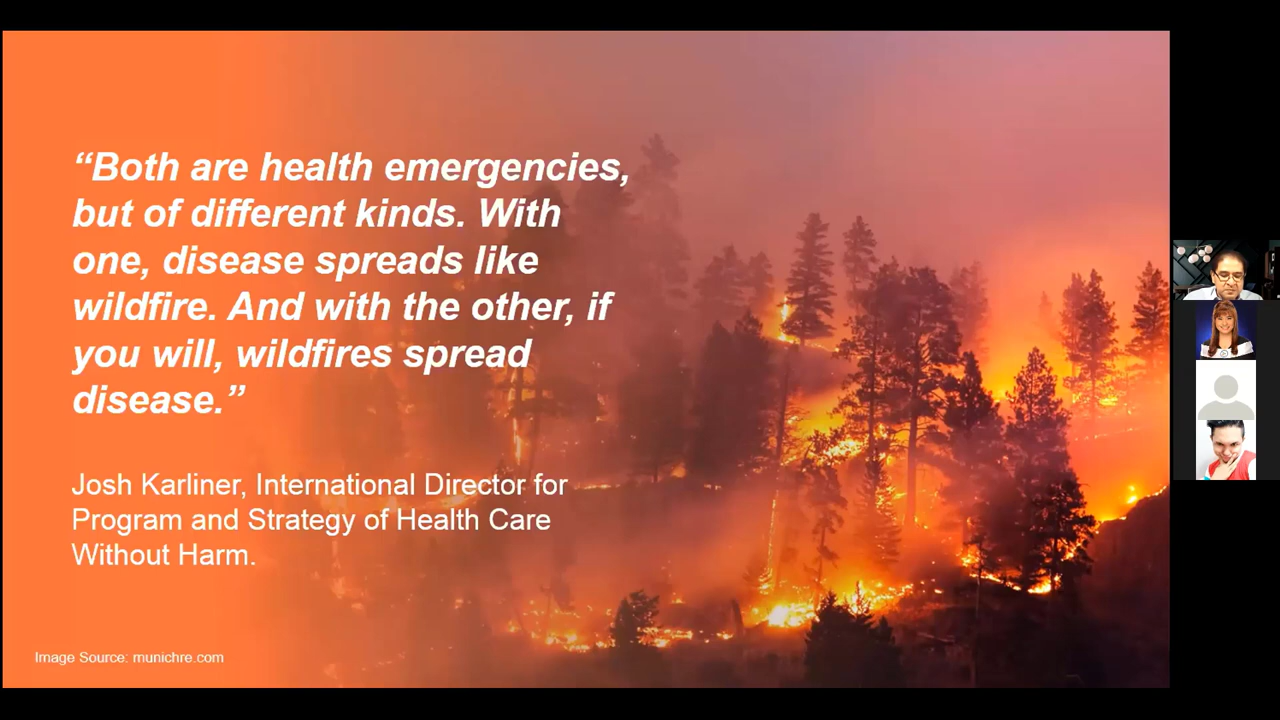 “Both are health emergencies,
but of different kinds. With
one, disease spreads like
wildfire. And with the other, if
you will, wildfires spread
disease.”
Josh Karliner, International Director for
Program and Strategy of Health Care
Without Harm.
Image Source: munichre.com